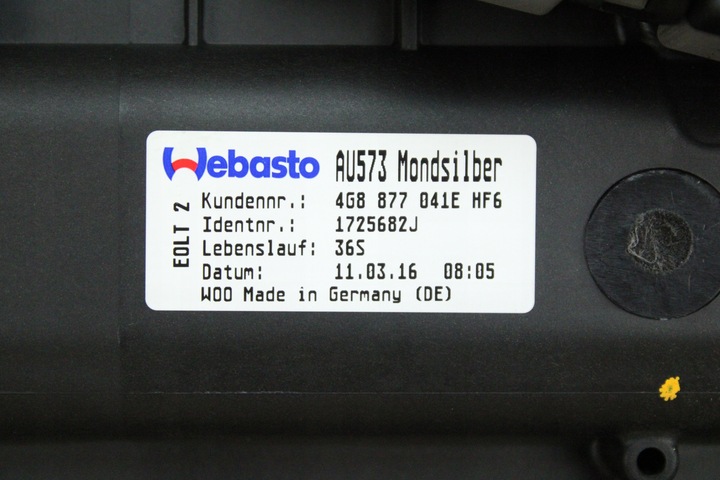 Webasto AU573 Mondsilber
EOLT 2
Kundennr.: 4G8 877 041E HF6
Identnr.: 1725682J
Lebenslauf: 36S
Datum: 11.03.16 08:05
WOO Made in Germany (DE)